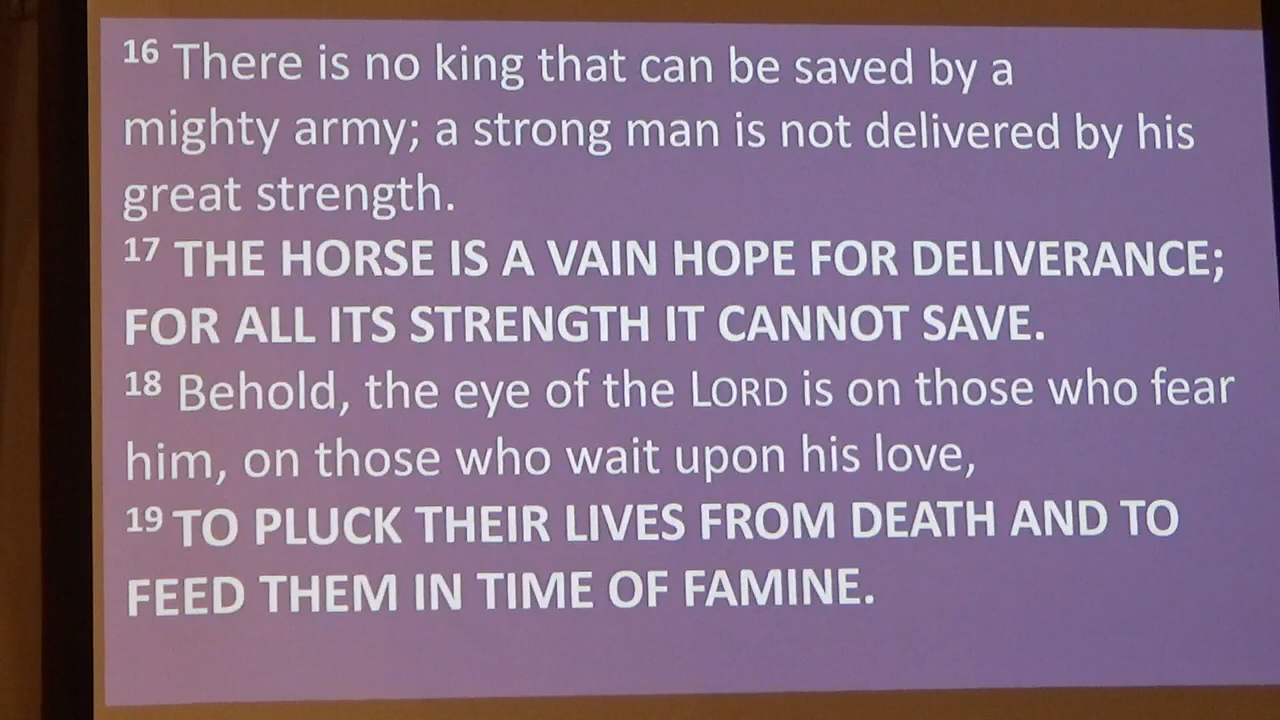 16 There is no king that can be saved by a
mighty army; a strong man is not delivered by his
great strength.
17 THE HORSE IS A VAIN HOPE FOR DELIVERANCE;
FOR ALL ITS STRENGTH IT CANNOT SAVE.
18 Behold, the eye of the LORD is on those who fear
him, on those who wait upon his love,
19 TO PLUCK THEIR LIVES FROM DEATH AND TO
FEED THEM IN TIME OF FAMINE.